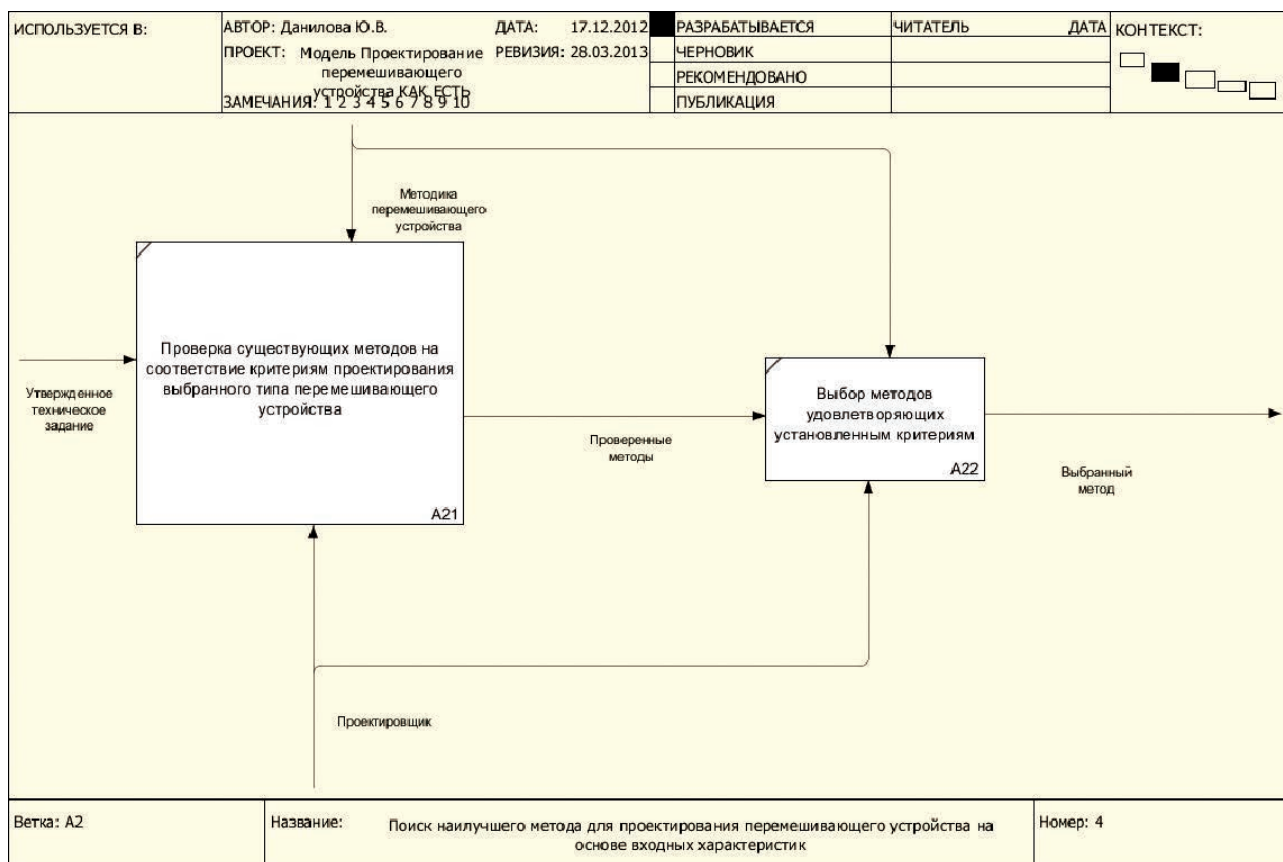 ИСПОЛЬЗУЕТСЯ В:
АВТОР: Данилова Ю.В.
ДАТА: 17.12.2012
ПРОЕКТ: Модель Проектирование
перемешивающего
устройства КАК ЕСТЬ
РЕВИЗИЯ: 28.03.2013
ЗАМЕЧАНИЯ: 1 2 3 4 5 6 7 8 9 10
РАЗРАБАТЫВАЕТСЯ
ЧЕРНОВИК
РЕКОМЕНДОВАНО
ПУБЛИКАЦИЯ
ЧИТАТЕЛЬ
ДАТА
КОНТЕКСТ:
Методика
перемешивающего
устройства
Утвержденное
техническое
задание
Проверка существующих методов на
соответствие критериям проектирования
выбранного типа перемешивающего
устройства
A21
Проверенные
методы
Выбор методов
удовлетворяющих
установленным критериям
A22
Выбранный
метод
Проектировщик
Ветка: A2
Название: Поиск наилучшего метода для проектирования перемешивающего устройства на
основе входных характеристик
Номер: 4